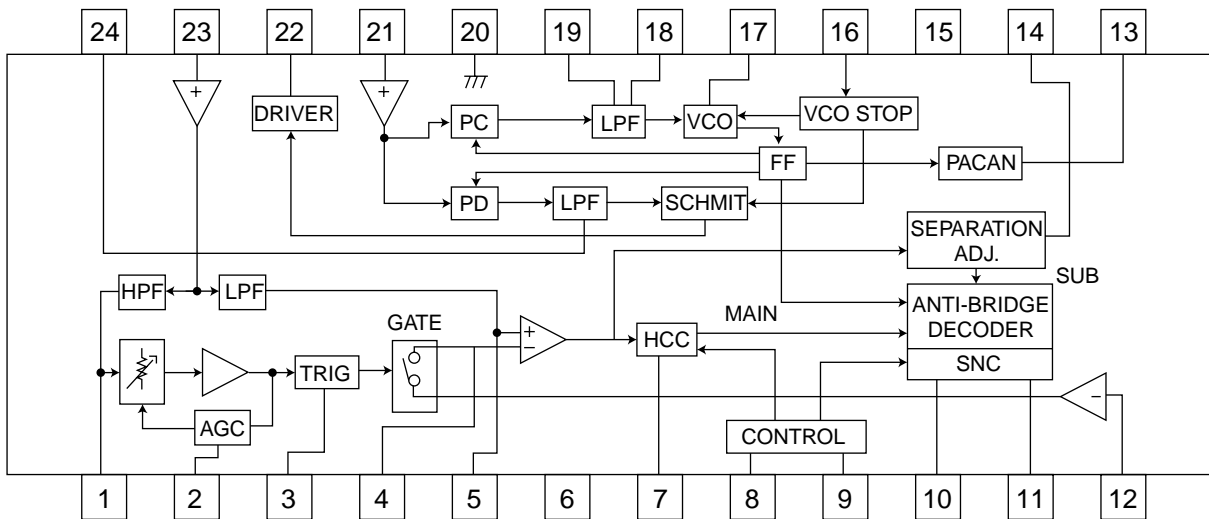 24 23 22 21 20 19 18 17 16 15 14 13
+ DRIVER +
PC LPF VCO VCO STOP
FF PACAN
PD LPF SCHMIT
SEPARATION
ADJ.
SUB
HPF LPF
GATE
MAIN
ANTI-BRIDGE
DECODER
+
−
HCC
SNC
TRIG
−
AGC
CONTROL
1 2 3 4 5 6 7 8 9 10 11 12